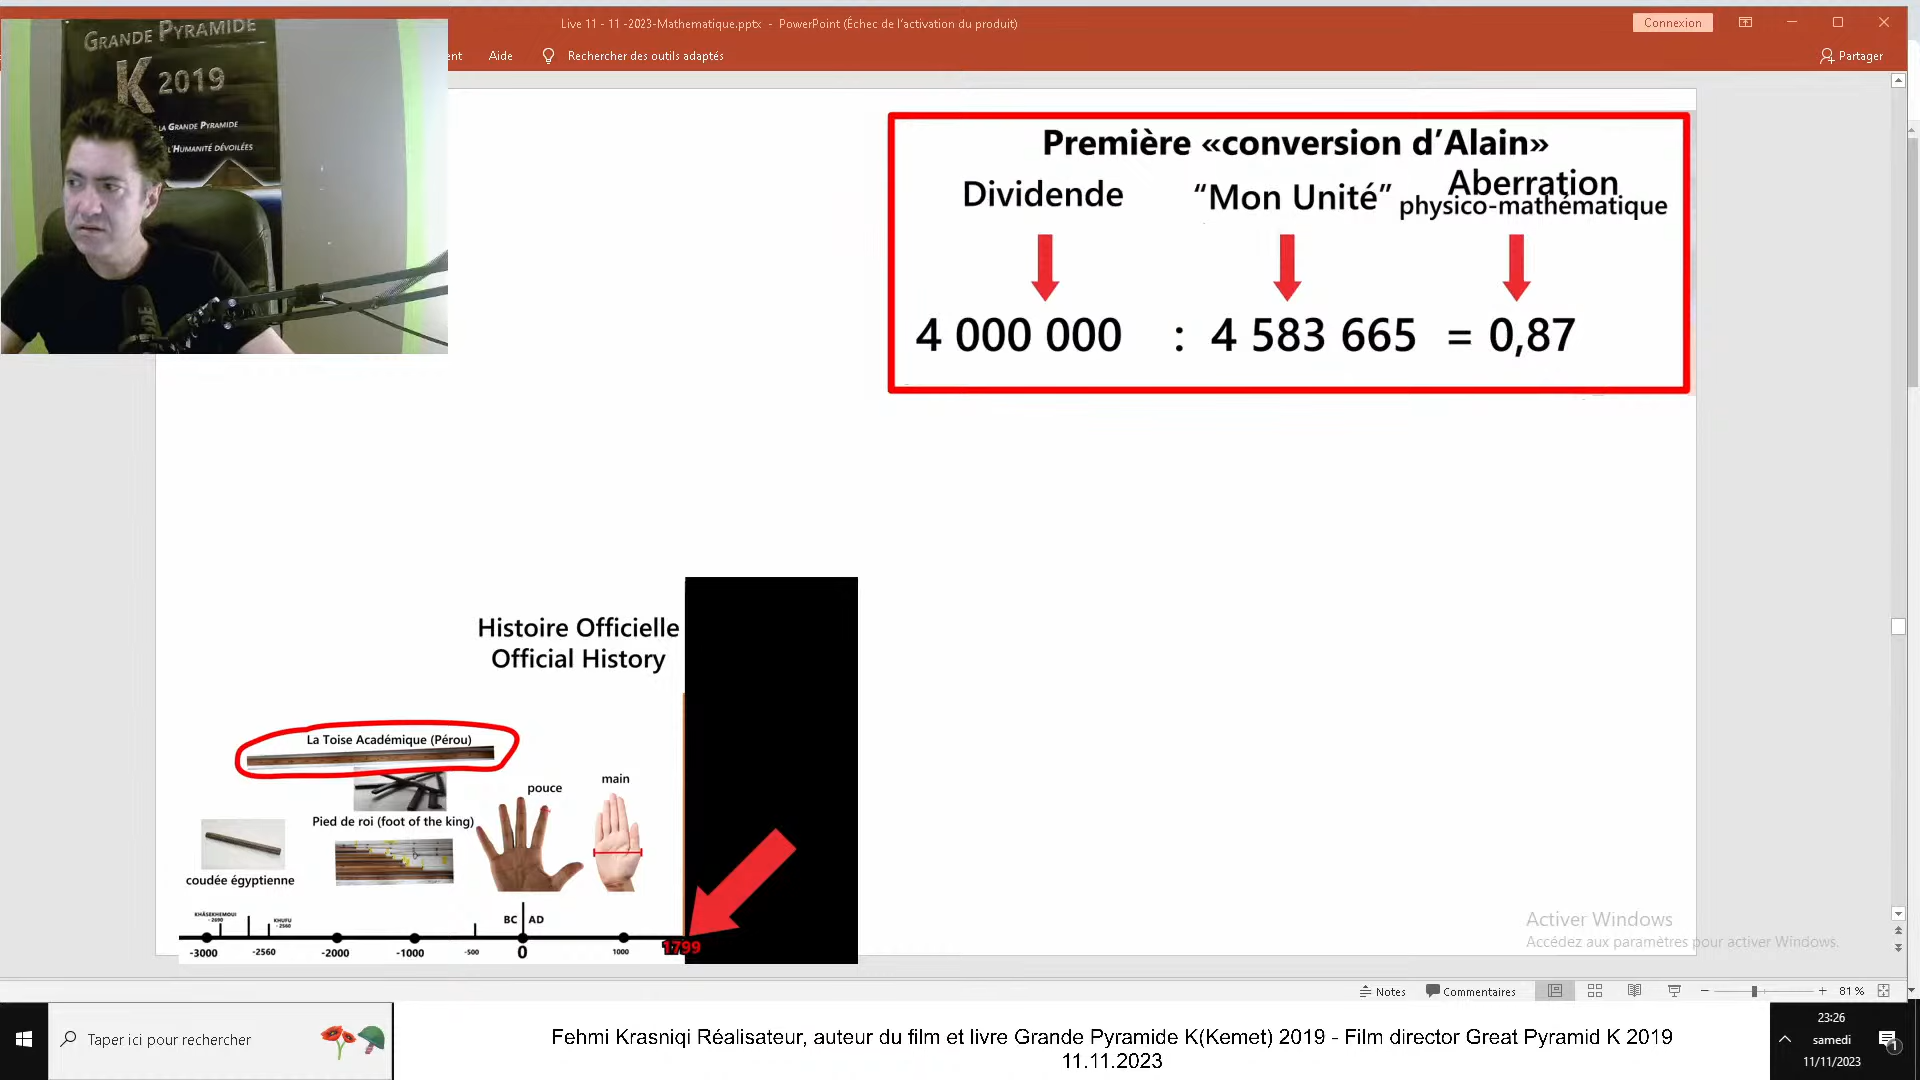 Live 11 - 11 -2023-Mathematique.pptx - PowerPoint (Échec de l'activation du produit)
Connexion
ent
Aide
Rechercher des outils adaptés
Partager
GRANDE PYRAMIDE
K 2019
LA GRANDE PYRAMIDE
L'HUMANITÉ DÉVOILÉES
Première «conversion d'Alain»
Dividende
“Mon Unité”
Aberration
physico-mathématique
4 000 000 : 4 583 665 = 0,87
Histoire Officielle
Official History
La Toise Académique (Pérou)
main
pouce
Pied de roi (foot of the king)
coudée égyptienne
KHÂSEKHEMOUI
- 2690
KHUFU
- 2560
BC
AD
-3000
-2560
-2000
-1000
-500
0
1000
1799
Activer Windows
Accédez aux paramètres pour activer Windows.
Notes
Commentaires
81 %
Taper ici pour rechercher
Fehmi Krasniqi Réalisateur, auteur du film et livre Grande Pyramide K(Kemet) 2019 - Film director Great Pyramid K 2019
11.11.2023
23:26
samedi
11/11/2023
1